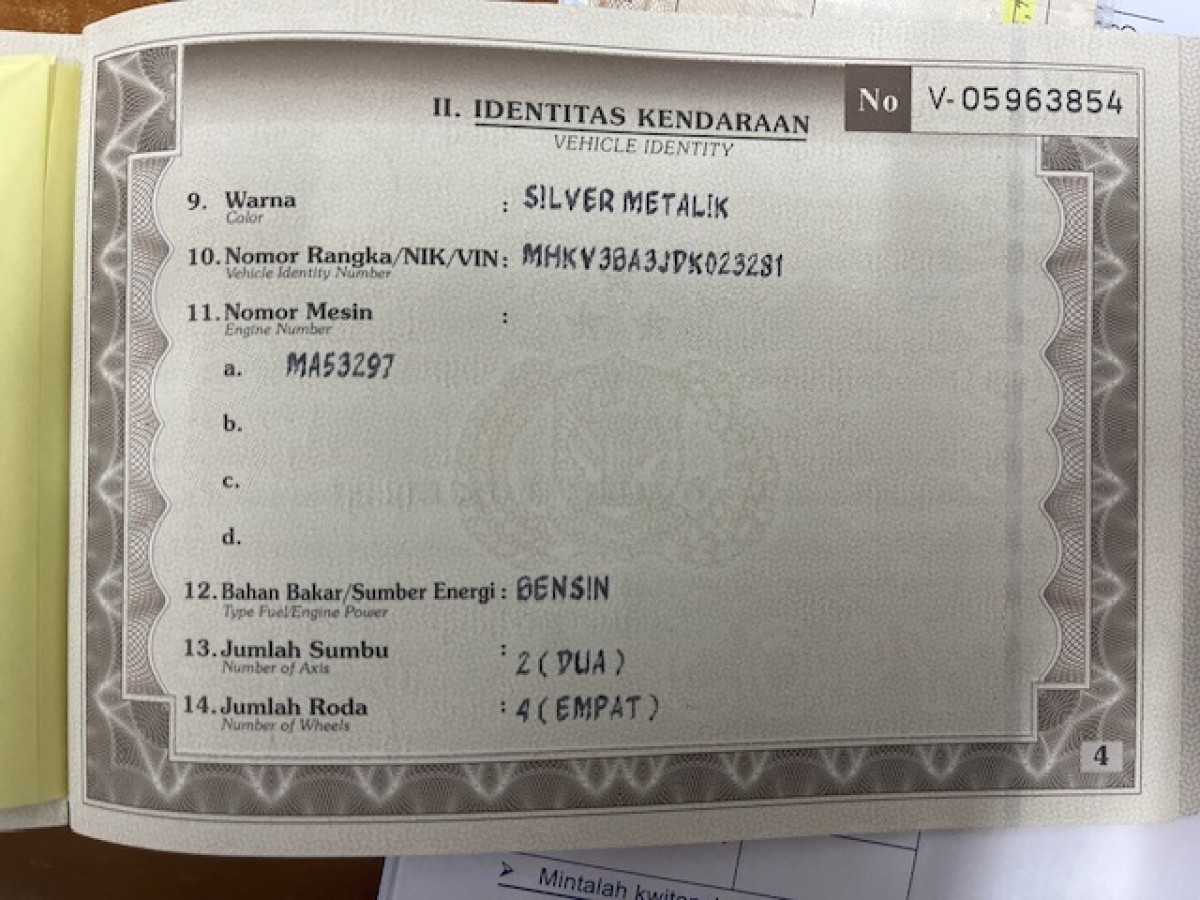 No V-05963854
II. IDENTITAS KENDARAAN
VEHICLE IDENTITY
9. Warna : SILVER METALIK
Color
10. Nomor Rangka/NIK/VIN : MHKV3BA3JDK023281
Vehicle Identity Number
11. Nomor Mesin :
Engine Number
a. MA53297
b.
c.
d.
12. Bahan Bakar/Sumber Energi : BENSIN
Type Fuel/Engine Power
13. Jumlah Sumbu : 2 (DUA)
Number of Axis
14. Jumlah Roda : 4 (EMPAT)
Number of Wheels
4
➢ Mintalah